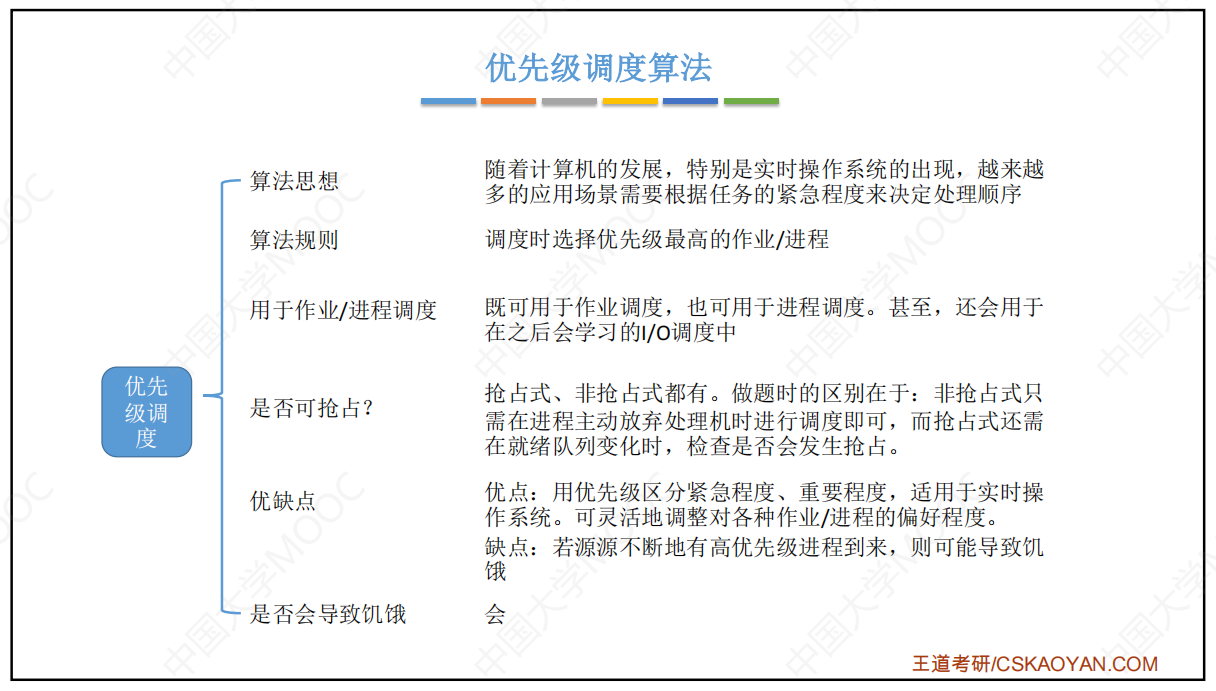 优先级调度算法
优先
级调
度
算法思想
随着计算机的发展，特别是实时操作系统的出现，越来越
多的应用场景需要根据任务的紧急程度来决定处理顺序
算法规则
调度时选择优先级最高的作业/进程
用于作业/进程调度
既可用于作业调度，也可用于进程调度。甚至，还会用于
在之后会学习的I/O调度中
是否可抢占？
抢占式、非抢占式都有。做题时的区别在于：非抢占式只
需在进程主动放弃处理机时进行调度即可，而抢占式还需
在就绪队列变化时，检查是否会发生抢占。
优缺点
优点：用优先级区分紧急程度、重要程度，适用于实时操
作系统。可灵活地调整对各种作业/进程的偏好程度。
缺点：若源源不断地有高优先级进程到来，则可能导致饥
饿
是否会导致饥饿
会
王道考研/CSKAOYAN.COM
中国大学MOOC